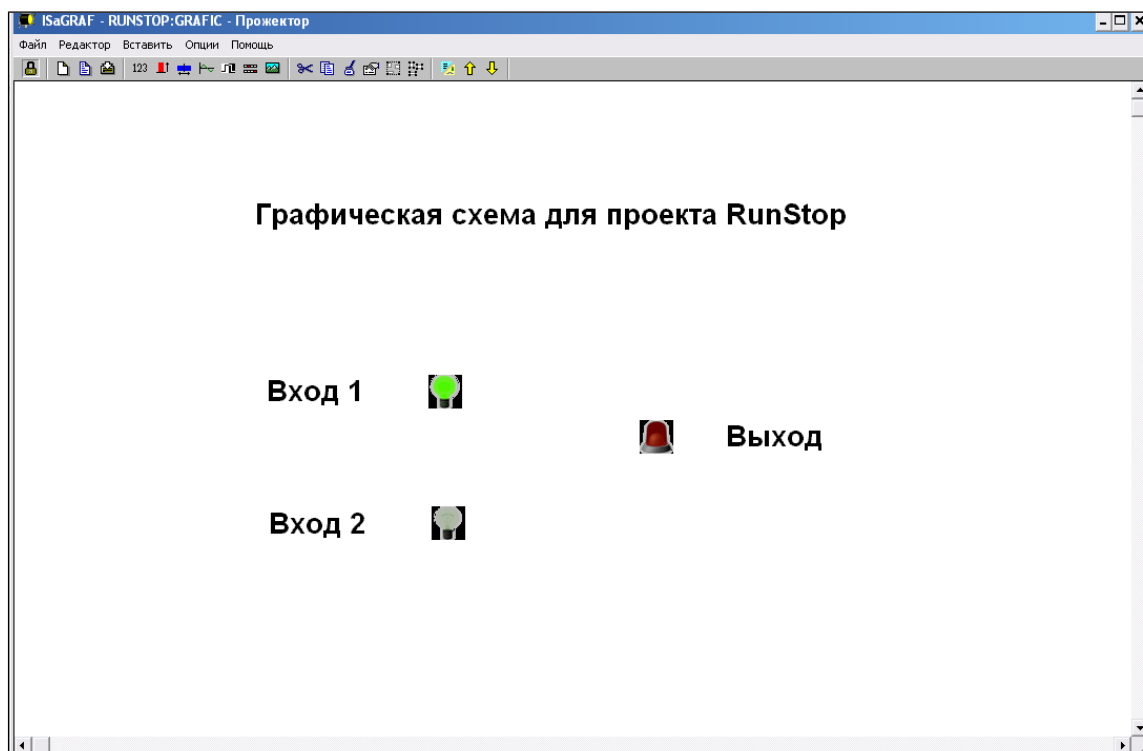 ISaGRAF - RUNSTOP:GRAFIC - Прожектор
Файл Редактор Вставить Опции Помощь
123
Графическая схема для проекта RunStop
Вход 1
Выход
Вход 2